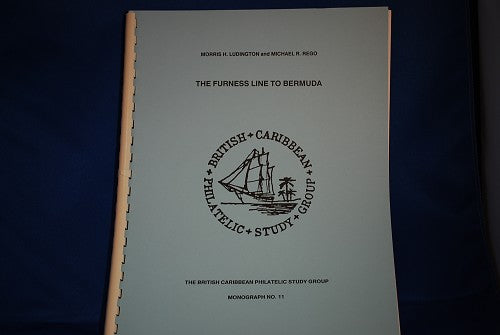 MORRIS H. LUDINGTON and MICHAEL R. REGO
THE FURNESS LINE TO BERMUDA
BRITISH + CARIBBEAN +
PHILATELIC + STUDY + GROUP +
THE BRITISH CARIBBEAN PHILATELIC STUDY GROUP
MONOGRAPH NO. 11